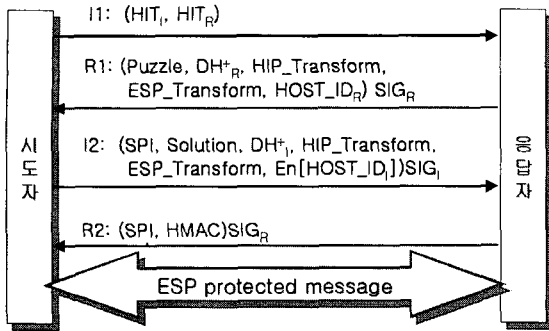 I1: (HIT_I, HIT_R)
R1: (Puzzle, DH⁺_R, HIP_Transform,
ESP_Transform, HOST_ID_R) SIG_R
시도자
I2: (SPI, Solution, DH⁺_I, HIP_Transform,
ESP_Transform, En[HOST_ID_I])SIG_I
응답자
R2: (SPI, HMAC)SIG_R
ESP protected message